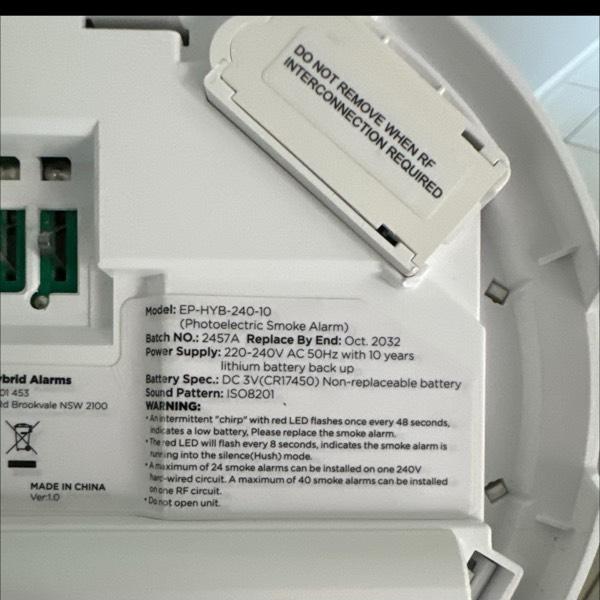 DO NOT REMOVE WHEN RF
INTERCONNECTION REQUIRED
Model: EP-HYB-240-10
(Photoelectric Smoke Alarm)
Batch NO.: 2457A Replace By End: Oct. 2032
Power Supply: 220-240V AC 50Hz with 10 years
lithium battery back up
Battery Spec.: DC 3V(CR17450) Non-replaceable battery
Sound Pattern: ISO8201
WARNING:
• An intermittent "chirp" with red LED flashes once every 48 seconds,
indicates a low battery, Please replace the smoke alarm.
• The red LED will flash every 8 seconds, indicates the smoke alarm is
running into the silence(Hush) mode.
• A maximum of 24 smoke alarms can be installed on one 240V
hard-wired circuit. A maximum of 40 smoke alarms can be installed
on one RF circuit.
• Do not open unit.
ybrid Alarms
01 453
Rd Brookvale NSW 2100
MADE IN CHINA
Ver:1.0